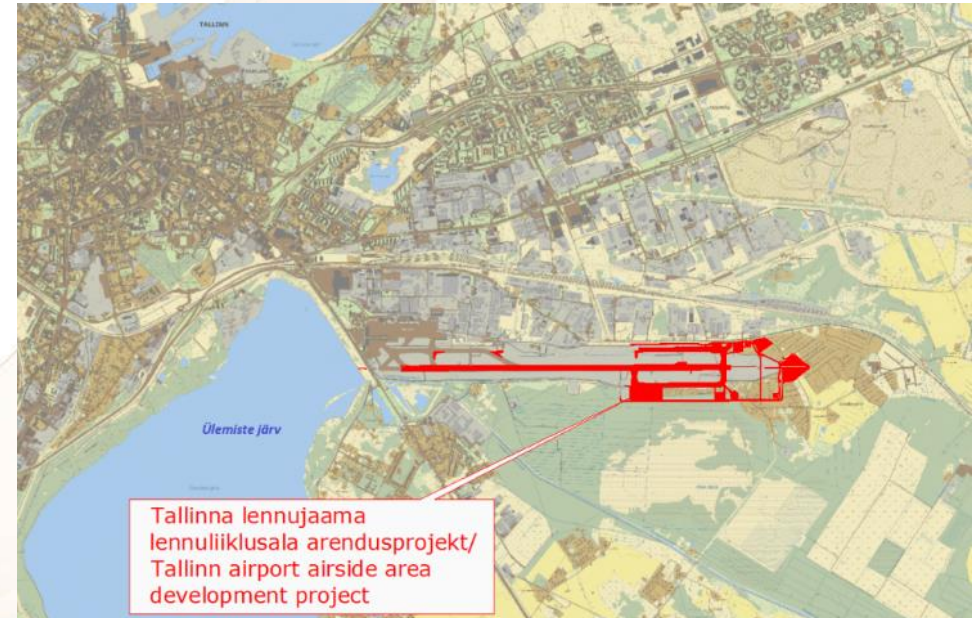 TALLINN
Ülemiste järv
Tallinna lennujaama
lennuliiklusala arendusprojekt/
Tallinn airport airside area
development project